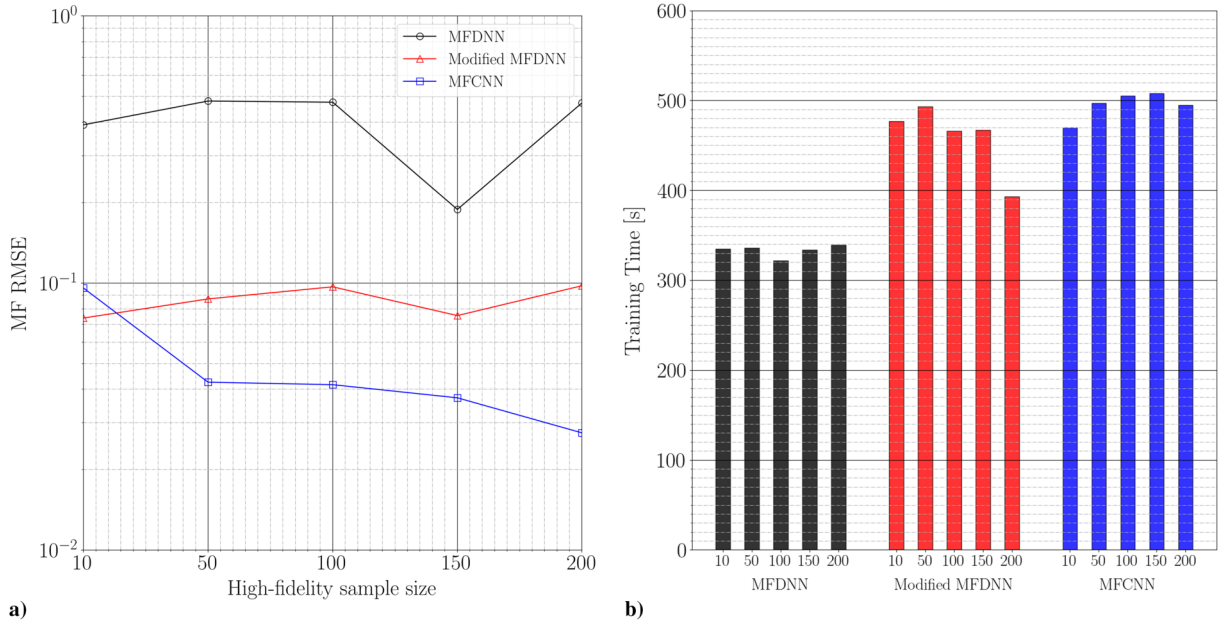 10⁰
10⁻¹
10⁻²
MF RMSE
MFDNN
Modified MFDNN
MFCNN
10 50 100 150 200
High-fidelity sample size
a)
600
500
400
300
200
100
0
Training Time [s]
10 50 100 150 200 10 50 100 150 200 10 50 100 150 200
MFDNN Modified MFDNN MFCNN
b)